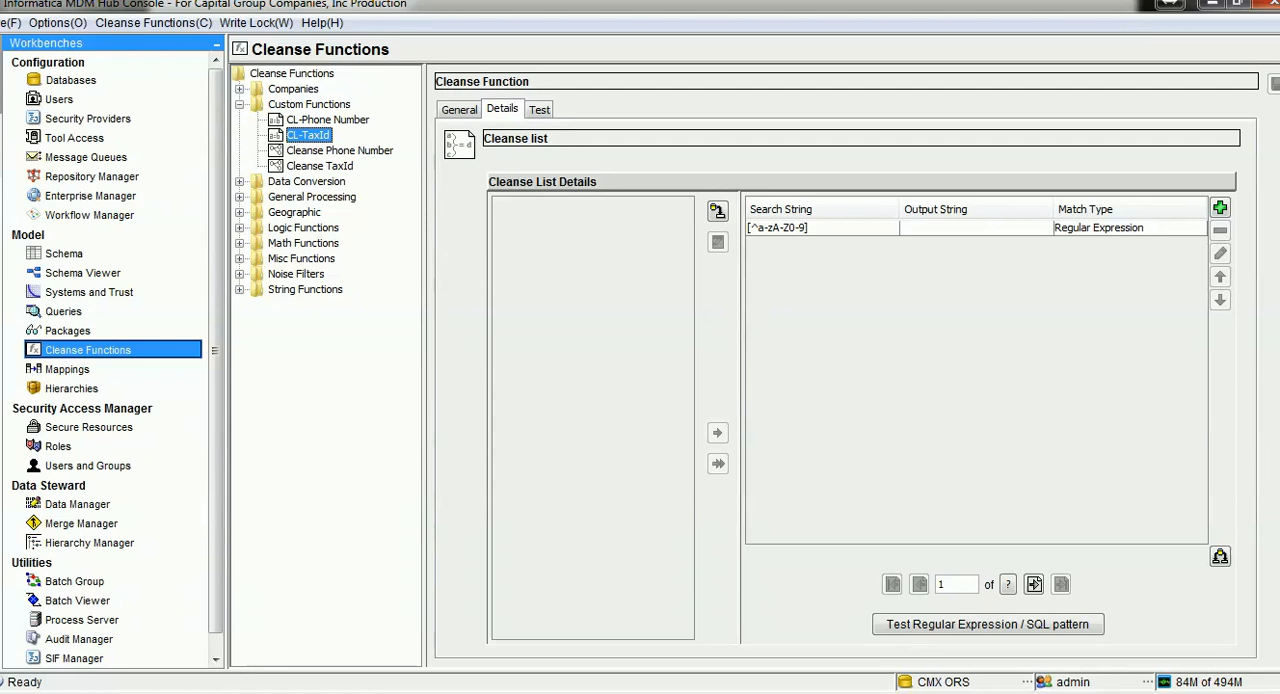 Informatica MDM Hub Console - For Capital Group Companies, Inc Production
e(F) Options(O) Cleanse Functions(C) Write Lock(W) Help(H)
Workbenches
Configuration
Databases
Users
Security Providers
Tool Access
Message Queues
Repository Manager
Enterprise Manager
Workflow Manager
Model
Schema
Schema Viewer
Systems and Trust
Queries
Packages
Cleanse Functions
Mappings
Hierarchies
Security Access Manager
Secure Resources
Roles
Users and Groups
Data Steward
Data Manager
Merge Manager
Hierarchy Manager
Utilities
Batch Group
Batch Viewer
Process Server
Audit Manager
SIF Manager
Cleanse Functions
Cleanse Functions
Companies
Custom Functions
CL-Phone Number
CL-TaxId
Cleanse Phone Number
Cleanse TaxId
Data Conversion
General Processing
Geographic
Logic Functions
Math Functions
Misc Functions
Noise Filters
String Functions
Cleanse Function
General Details Test
Cleanse list
Cleanse List Details
Search String Output String Match Type
[^a-zA-Z0-9] Regular Expression
1 of ?
Test Regular Expression / SQL pattern
Ready CMX ORS admin 84M of 494M